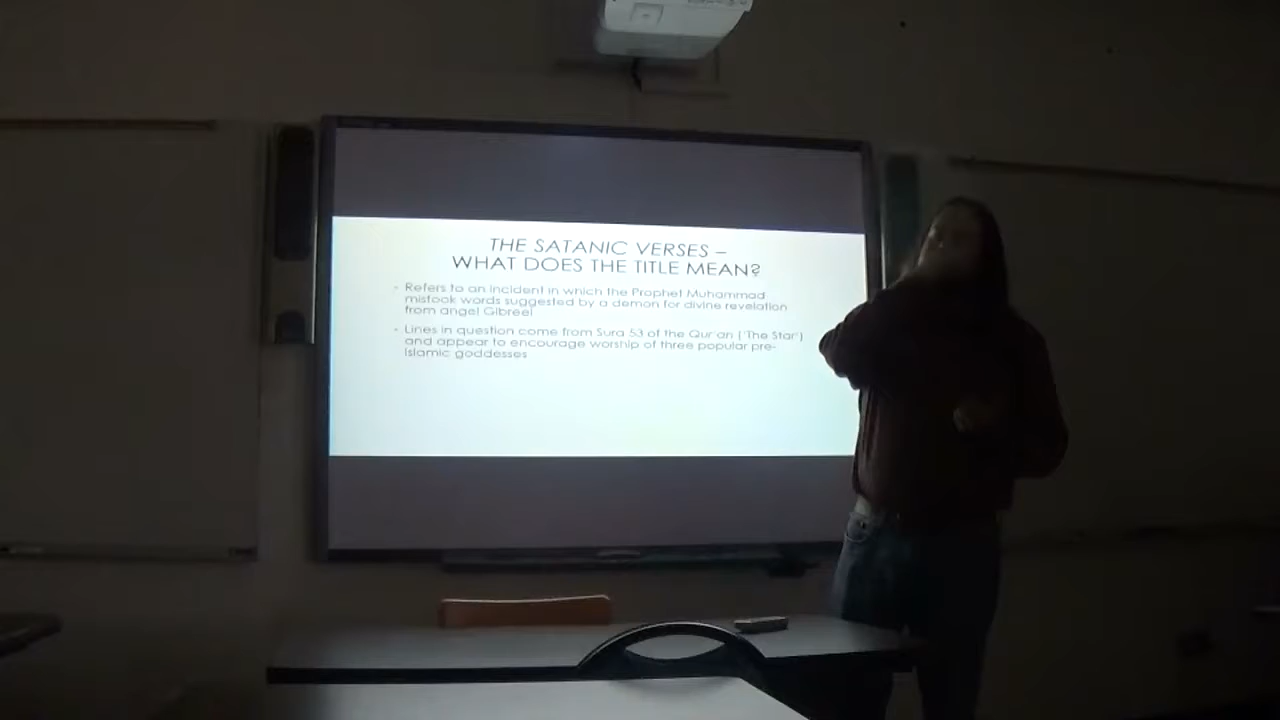 THE SATANIC VERSES –
WHAT DOES THE TITLE MEAN?
- Refers to an incident in which the Prophet Muhammad
mistook words suggested by a demon for divine revelation
from angel Gibreel
- Lines in question come from Sura 53 of the Qur'an ('The Star')
and appear to encourage worship of three popular pre-
Islamic goddesses